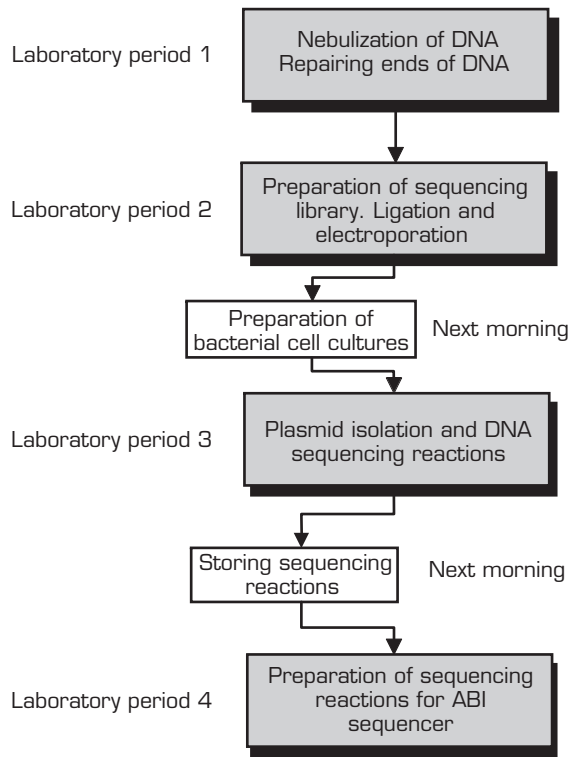 Laboratory period 1
Nebulization of DNA
Repairing ends of DNA
Laboratory period 2
Preparation of sequencing
library. Ligation and
electroporation
Preparation of
bacterial cell cultures
Next morning
Laboratory period 3
Plasmid isolation and DNA
sequencing reactions
Storing sequencing
reactions
Next morning
Laboratory period 4
Preparation of sequencing
reactions for ABI
sequencer